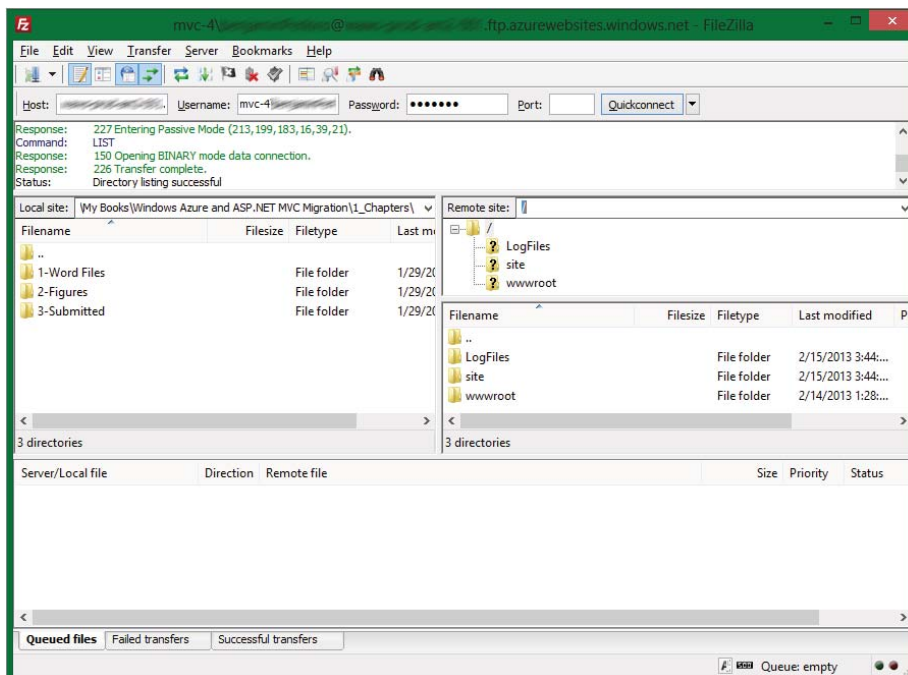 Fz mvc-4\ @ .ftp.azurewebsites.windows.net - FileZilla
File Edit View Transfer Server Bookmarks Help
Host: Username: mvc-4 Password: ●●●●●●● Port: Quickconnect
Response: 227 Entering Passive Mode (213,199,183,16,39,21).
Command: LIST
Response: 150 Opening BINARY mode data connection.
Response: 226 Transfer complete.
Status: Directory listing successful
Local site: \My Books\Windows Azure and ASP.NET MVC Migration\1_Chapters\
Filename Filesize Filetype Last mo
..
1-Word Files File folder 1/29/20
2-Figures File folder 1/29/20
3-Submitted File folder 1/29/20
3 directories
Remote site: /
/
? LogFiles
? site
? wwwroot
Filename Filesize Filetype Last modified P
..
LogFiles File folder 2/15/2013 3:44:...
site File folder 2/15/2013 3:44:...
wwwroot File folder 2/14/2013 1:28:...
3 directories
Server/Local file Direction Remote file Size Priority Status
Queued files Failed transfers Successful transfers
Queue: empty